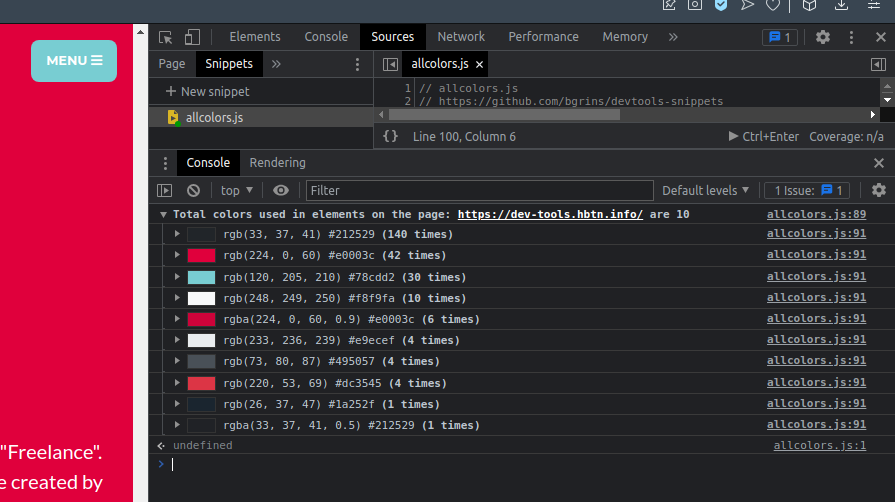 MENU ☰
Elements Console Sources Network Performance Memory » 1
Page Snippets » allcolors.js ×
+ New snippet
allcolors.js
1 // allcolors.js
2 // https://github.com/bgrins/devtools-snippets
{} Line 100, Column 6 Ctrl+Enter Coverage: n/a
Console Rendering
top Filter Default levels 1 Issue: 1
Total colors used in elements on the page: https://dev-tools.hbtn.info/ are 10 allcolors.js:89
rgb(33, 37, 41) #212529 (140 times) allcolors.js:91
rgb(224, 0, 60) #e0003c (42 times) allcolors.js:91
rgb(120, 205, 210) #78cdd2 (30 times) allcolors.js:91
rgb(248, 249, 250) #f8f9fa (10 times) allcolors.js:91
rgba(224, 0, 60, 0.9) #e0003c (6 times) allcolors.js:91
rgb(233, 236, 239) #e9ecef (4 times) allcolors.js:91
rgb(73, 80, 87) #495057 (4 times) allcolors.js:91
rgb(220, 53, 69) #dc3545 (4 times) allcolors.js:91
rgb(26, 37, 47) #1a252f (1 times) allcolors.js:91
rgba(33, 37, 41, 0.5) #212529 (1 times) allcolors.js:91
undefined allcolors.js:1
"Freelance".
e created by